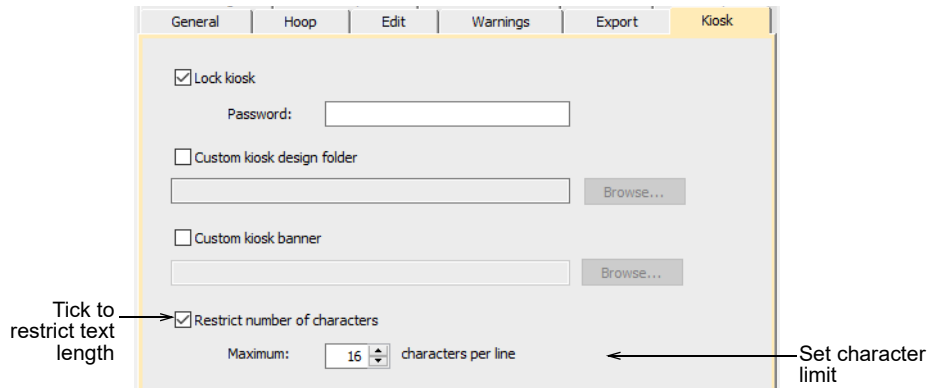 General Hoop Edit Warnings Export Kiosk
Lock kiosk
Password:
Custom kiosk design folder
Browse...
Custom kiosk banner
Browse...
Tick to
restrict text
length
Restrict number of characters
Maximum: 16 characters per line
Set character
limit